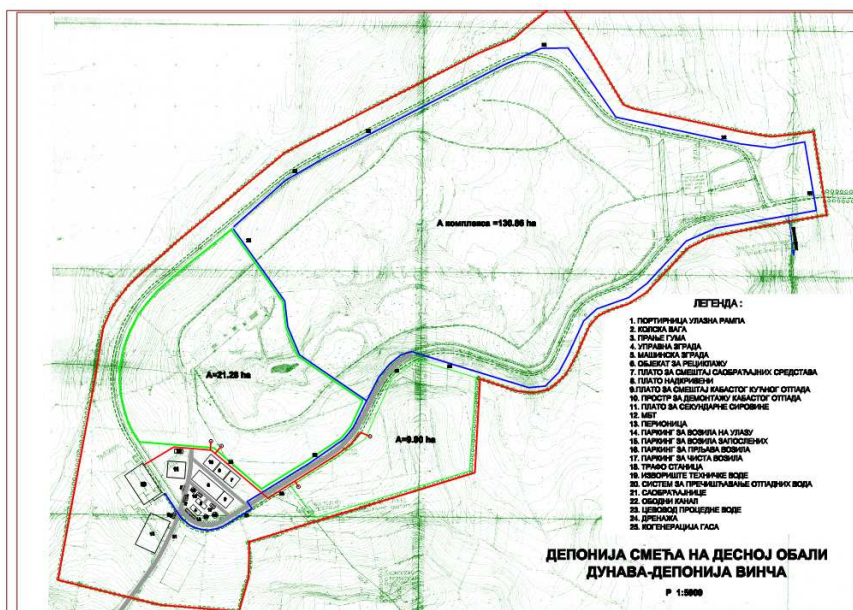 А комплекса =130.86 ha
А=21.28 ha
А=9.90 ha
ЛЕГЕНДА :
1. ПОРТИРНИЦА УЛАЗНА РАМПА
2. КОЛСКА ВАГА
3. ПРАЊЕ ГУМА
4. УПРАВНА ЗГРАДА
5. МАШИНСКА ЗГРАДА
6. ОБЈЕКАТ ЗА РЕЦИКЛАЖУ
7. ПЛАТО ЗА СМЕШТАЈ САОБРАЋАЈНИХ СРЕДСТАВА
8. ПЛАТО НАДКРИВЕНИ
9.ПЛАТО ЗА СМЕШТАЈ КАБАСТОГ КУЋНОГ ОТПАДА
10. ПРОСТР ЗА ДЕМОНТАЖУ КАБАСТОГ ОТПАДА
11. ПЛАТО ЗА СЕКУНДАРНЕ СИРОВИНЕ
12. МБТ
13. ПЕРИОНИЦА
14. ПАРКИНГ ЗА ВОЗИЛА НА УЛАЗУ
15. ПАРКИНГ ЗА ВОЗИЛА ЗАПОСЛЕНИХ
16. ПАРКИНГ ЗА ПРЉАВА ВОЗИЛА
17. ПАРКИНГ ЗА ЧИСТА ВОЗИЛА
18. ТРАФО СТАНИЦА
19. ИЗВОРИШТЕ ТЕХНИЧКЕ ВОДЕ
20. СИСТЕМ ЗА ПРЕЧИШЉАВАЊЕ ОТПАДНИХ ВОДА
21. САОБРАЋАЈНИЦЕ
22. ОБОДНИ КАНАЛ
23. ЦЕВОВОД ПРОЦЕДНЕ ВОДЕ
24. ДРЕНАЖА
25. КОГЕНЕРАЦИЈА ГАСА
ДЕПОНИЈА СМЕЋА НА ДЕСНОЈ ОБАЛИ
ДУНАВА-ДЕПОНИЈА ВИНЧА
Р 1:5000